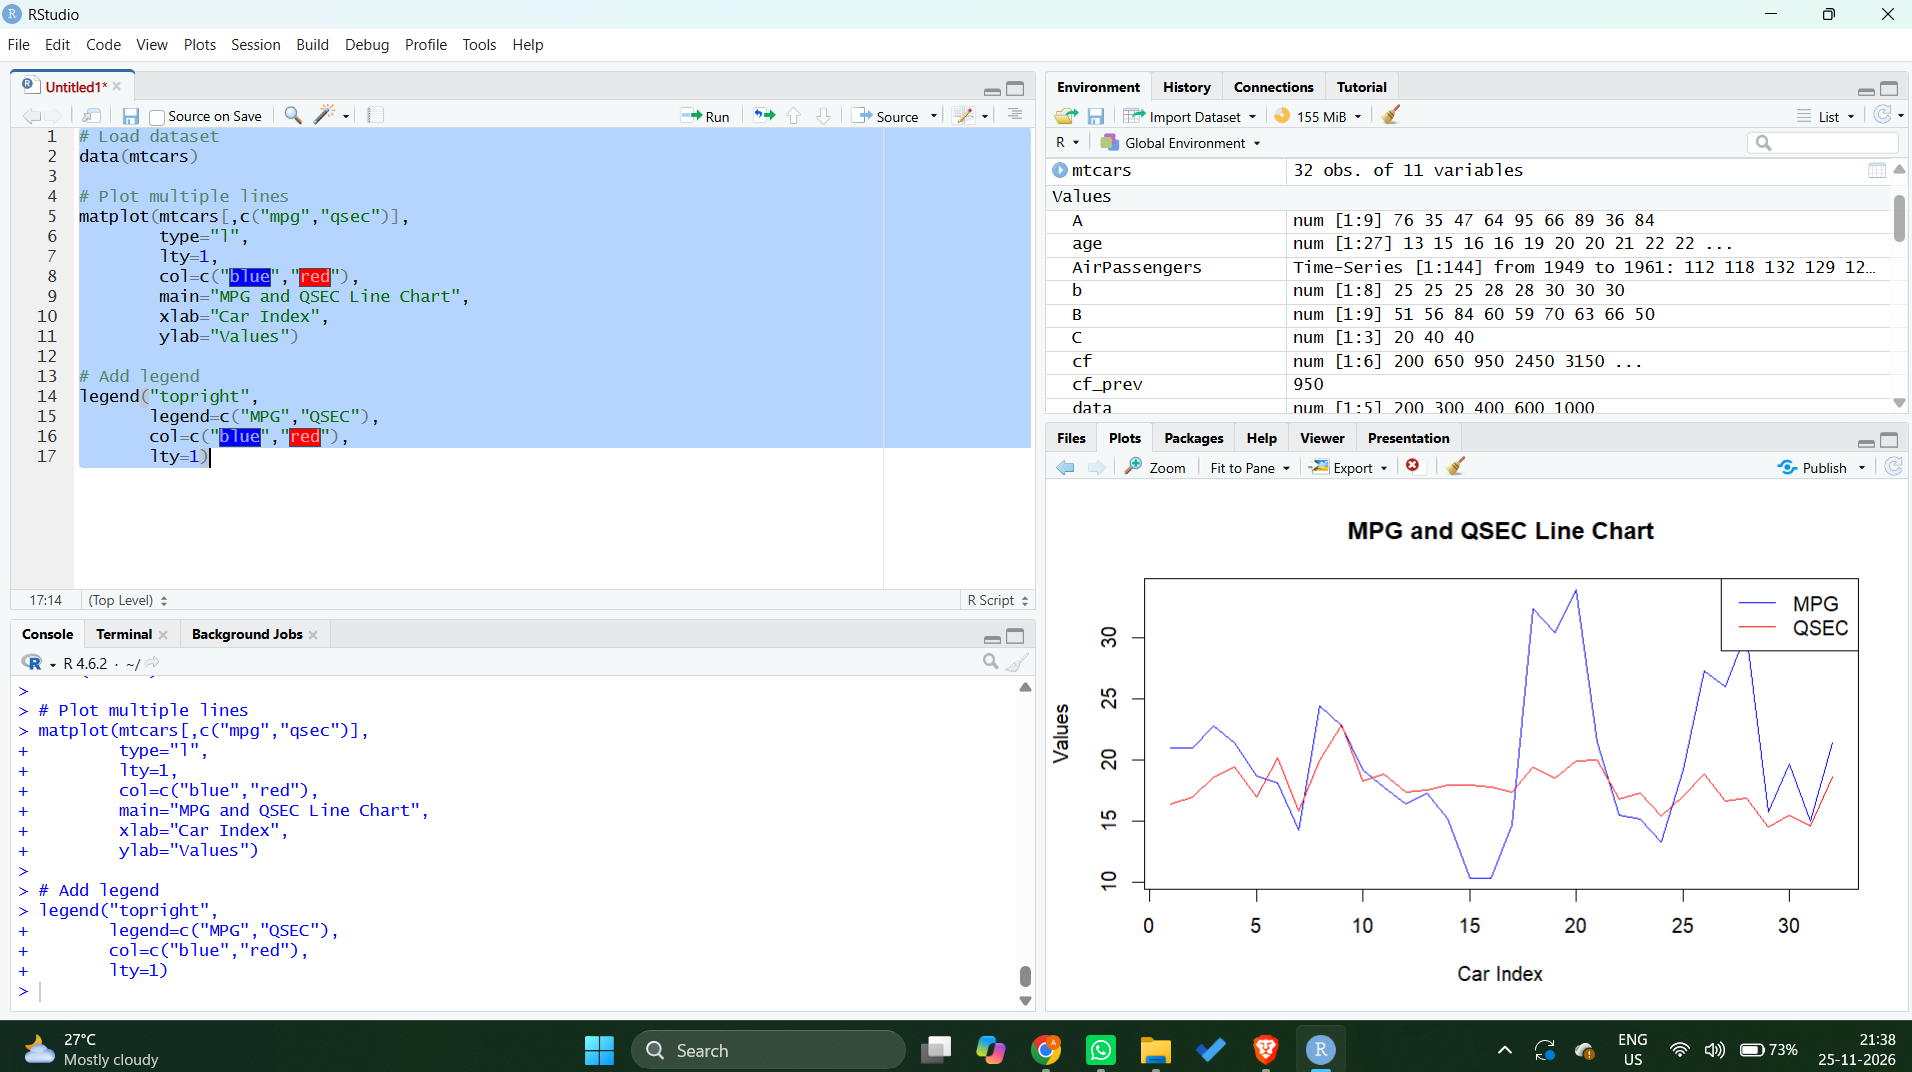 RStudio
File Edit Code View Plots Session Build Debug Profile Tools Help
Untitled1*
Source on Save
Run
Source
1 # Load dataset
2 data(mtcars)
3
4 # Plot multiple lines
5 matplot(mtcars[,c("mpg","qsec")],
6 type="l",
7 lty=1,
8 col=c("blue","red"),
9 main="MPG and QSEC Line Chart",
10 xlab="Car Index",
11 ylab="Values")
12
13 # Add legend
14 legend("topright",
15 legend=c("MPG","QSEC"),
16 col=c("blue","red"),
17 lty=1)
17:14 (Top Level) R Script
Console Terminal Background Jobs
R R 4.6.2 · ~/
>
> # Plot multiple lines
> matplot(mtcars[,c("mpg","qsec")],
+ type="l",
+ lty=1,
+ col=c("blue","red"),
+ main="MPG and QSEC Line Chart",
+ xlab="Car Index",
+ ylab="Values")
>
> # Add legend
> legend("topright",
+ legend=c("MPG","QSEC"),
+ col=c("blue","red"),
+ lty=1)
>
Environment History Connections Tutorial
Import Dataset 155 MiB List
R Global Environment
mtcars 32 obs. of 11 variables
Values
A num [1:9] 76 35 47 64 95 66 89 36 84
age num [1:27] 13 15 16 16 19 20 20 21 22 22 ...
AirPassengers Time-Series [1:144] from 1949 to 1961: 112 118 132 129 12…
b num [1:8] 25 25 25 28 28 30 30 30
B num [1:9] 51 56 84 60 59 70 63 66 50
C num [1:3] 20 40 40
cf num [1:6] 200 650 950 2450 3150 ...
cf_prev 950
data num [1:5] 200 300 400 600 1000
Files Plots Packages Help Viewer Presentation
Zoom Fit to Pane Export Publish
MPG and QSEC Line Chart
MPG
QSEC
Values
30
25
20
15
10
0 5 10 15 20 25 30
Car Index
27°C
Mostly cloudy
Search
ENG
US
73%
21:38
25-11-2026